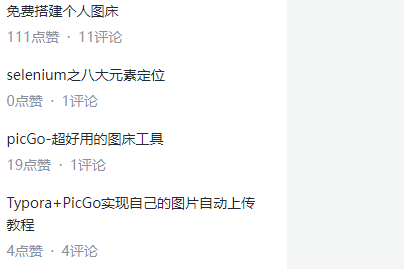 免费搭建个人图床
111点赞 · 11评论
selenium之八大元素定位
0点赞 · 1评论
picGo-超好用的图床工具
19点赞 · 1评论
Typora+PicGo实现自己的图片自动上传
教程
4点赞 · 4评论